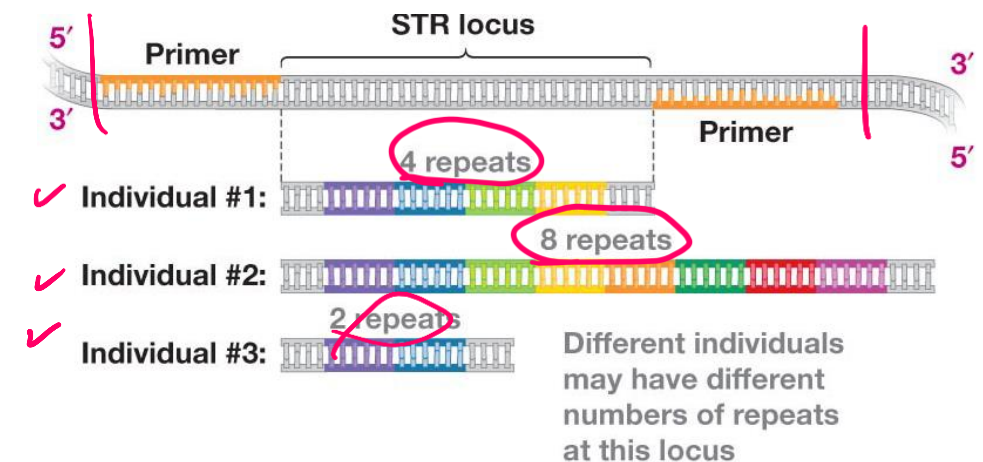 STR locus
5′
Primer
3′
3′
Primer
5′
4 repeats
Individual #1:
8 repeats
Individual #2:
2 repeats
Individual #3:
Different individuals
may have different
numbers of repeats
at this locus